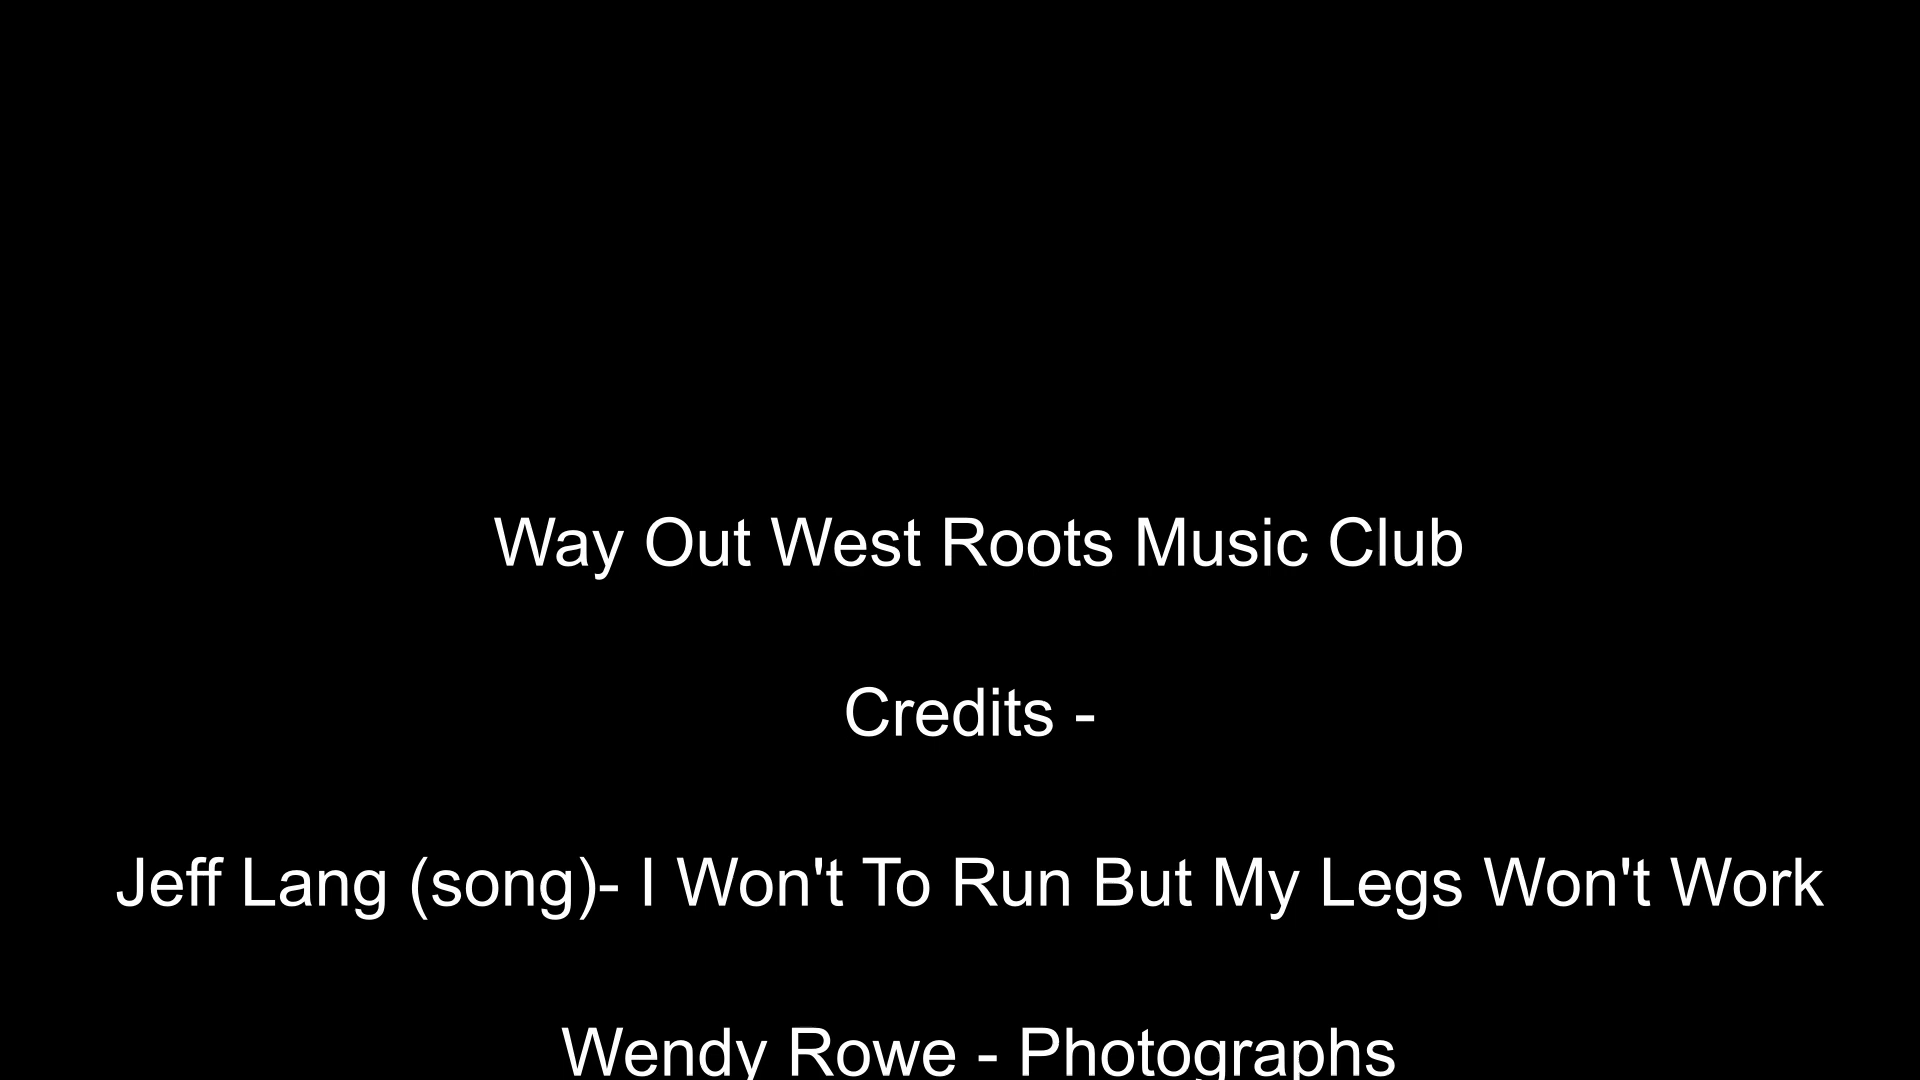 Way Out West Roots Music Club
Credits -
Jeff Lang (song)- I Won't To Run But My Legs Won't Work
Wendy Rowe - Photographs